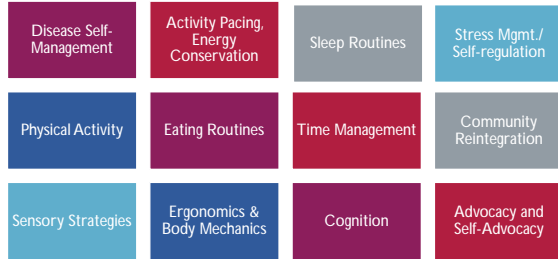 Disease Self-
Management
Activity Pacing,
Energy
Conservation
Sleep Routines
Stress Mgmt./
Self-regulation
Physical Activity
Eating Routines
Time Management
Community
Reintegration
Sensory Strategies
Ergonomics &
Body Mechanics
Cognition
Advocacy and
Self-Advocacy